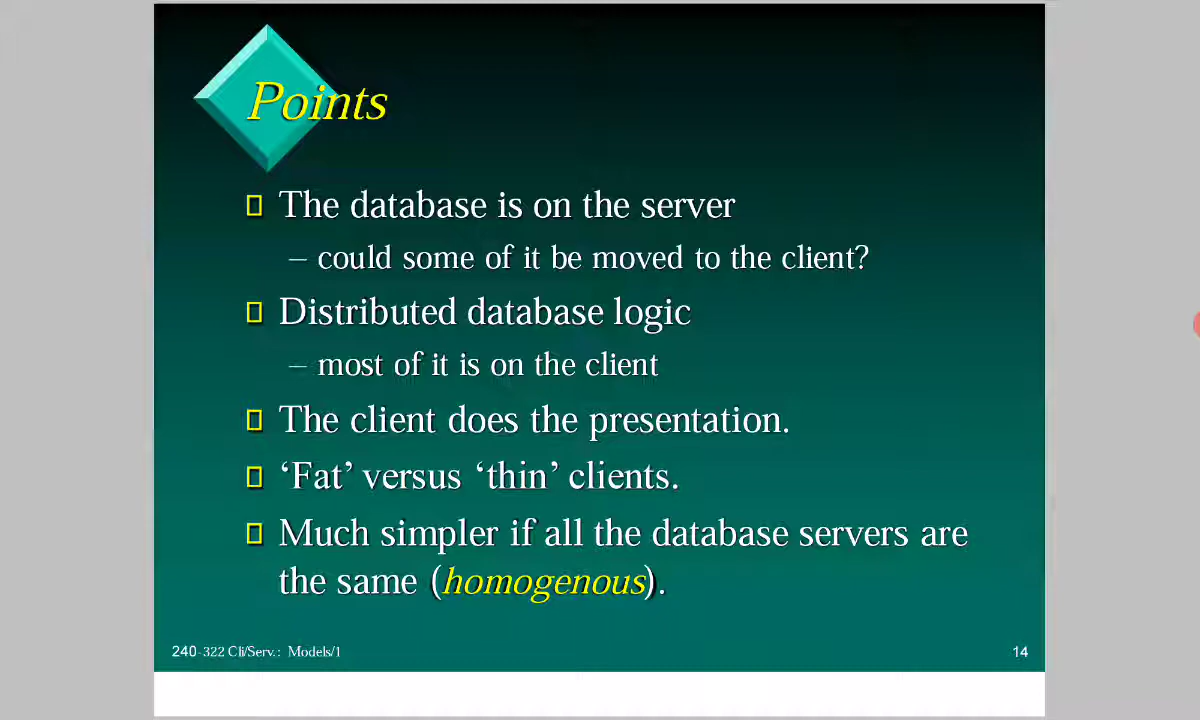 Points
The database is on the server
– could some of it be moved to the client?
Distributed database logic
– most of it is on the client
The client does the presentation.
‘Fat’ versus ‘thin’ clients.
Much simpler if all the database servers are
the same (homogenous).
240-322 Cli/Serv.: Models/1
14